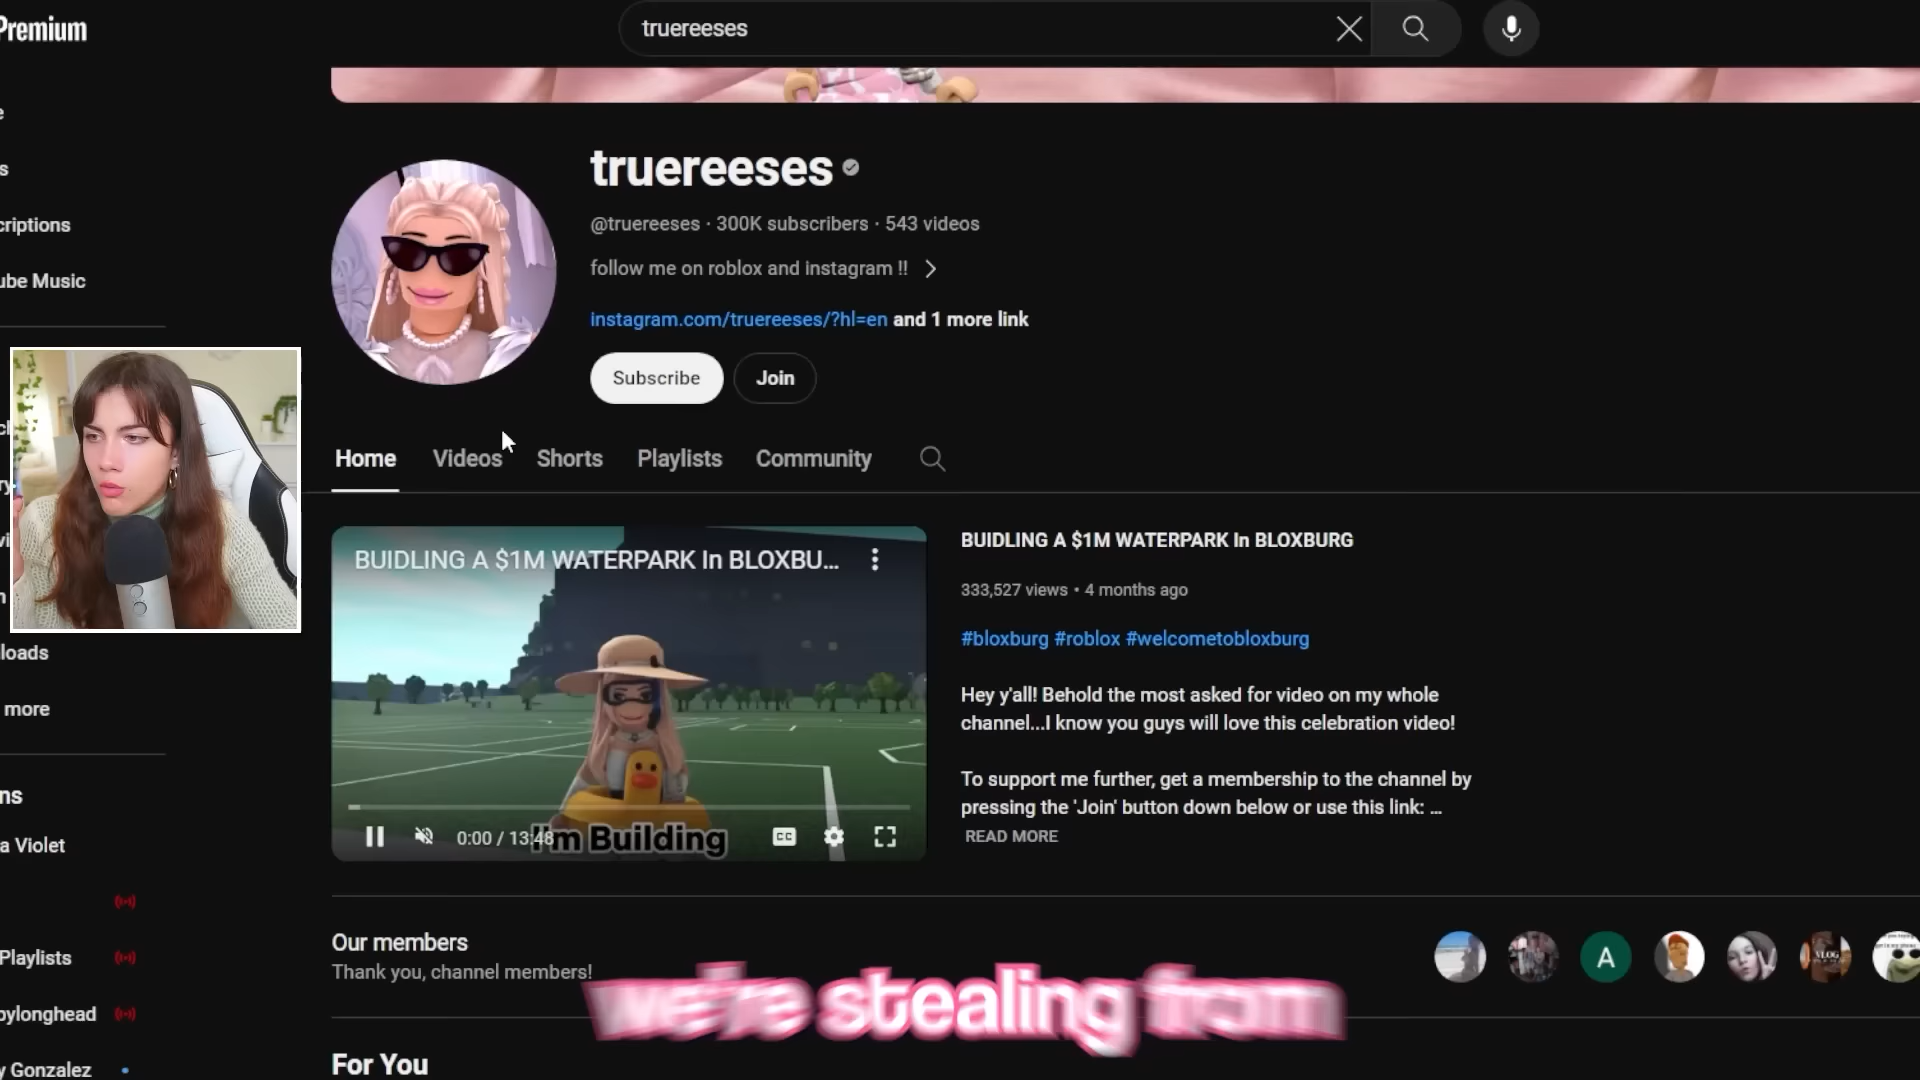 Premium
truereeses
truereeses
@truereeses · 300K subscribers · 543 videos
follow me on roblox and instagram !!
instagram.com/truereeses/?hl=en and 1 more link
Subscribe
Join
Home
Videos
Shorts
Playlists
Community
criptions
ube Music
loads
more
ns
a Violet
Playlists
bylonghead
y Gonzalez
BUIDLING A $1M WATERPARK In BLOXBU...
0:00 / 13:48
I'm Building
CC
BUIDLING A $1M WATERPARK In BLOXBURG
333,527 views • 4 months ago
#bloxburg #roblox #welcometobloxburg
Hey y'all! Behold the most asked for video on my whole
channel...I know you guys will love this celebration video!
To support me further, get a membership to the channel by
pressing the 'Join' button down below or use this link: ...
READ MORE
Our members
Thank you, channel members!
A
VLOG
we're stealing from
For You